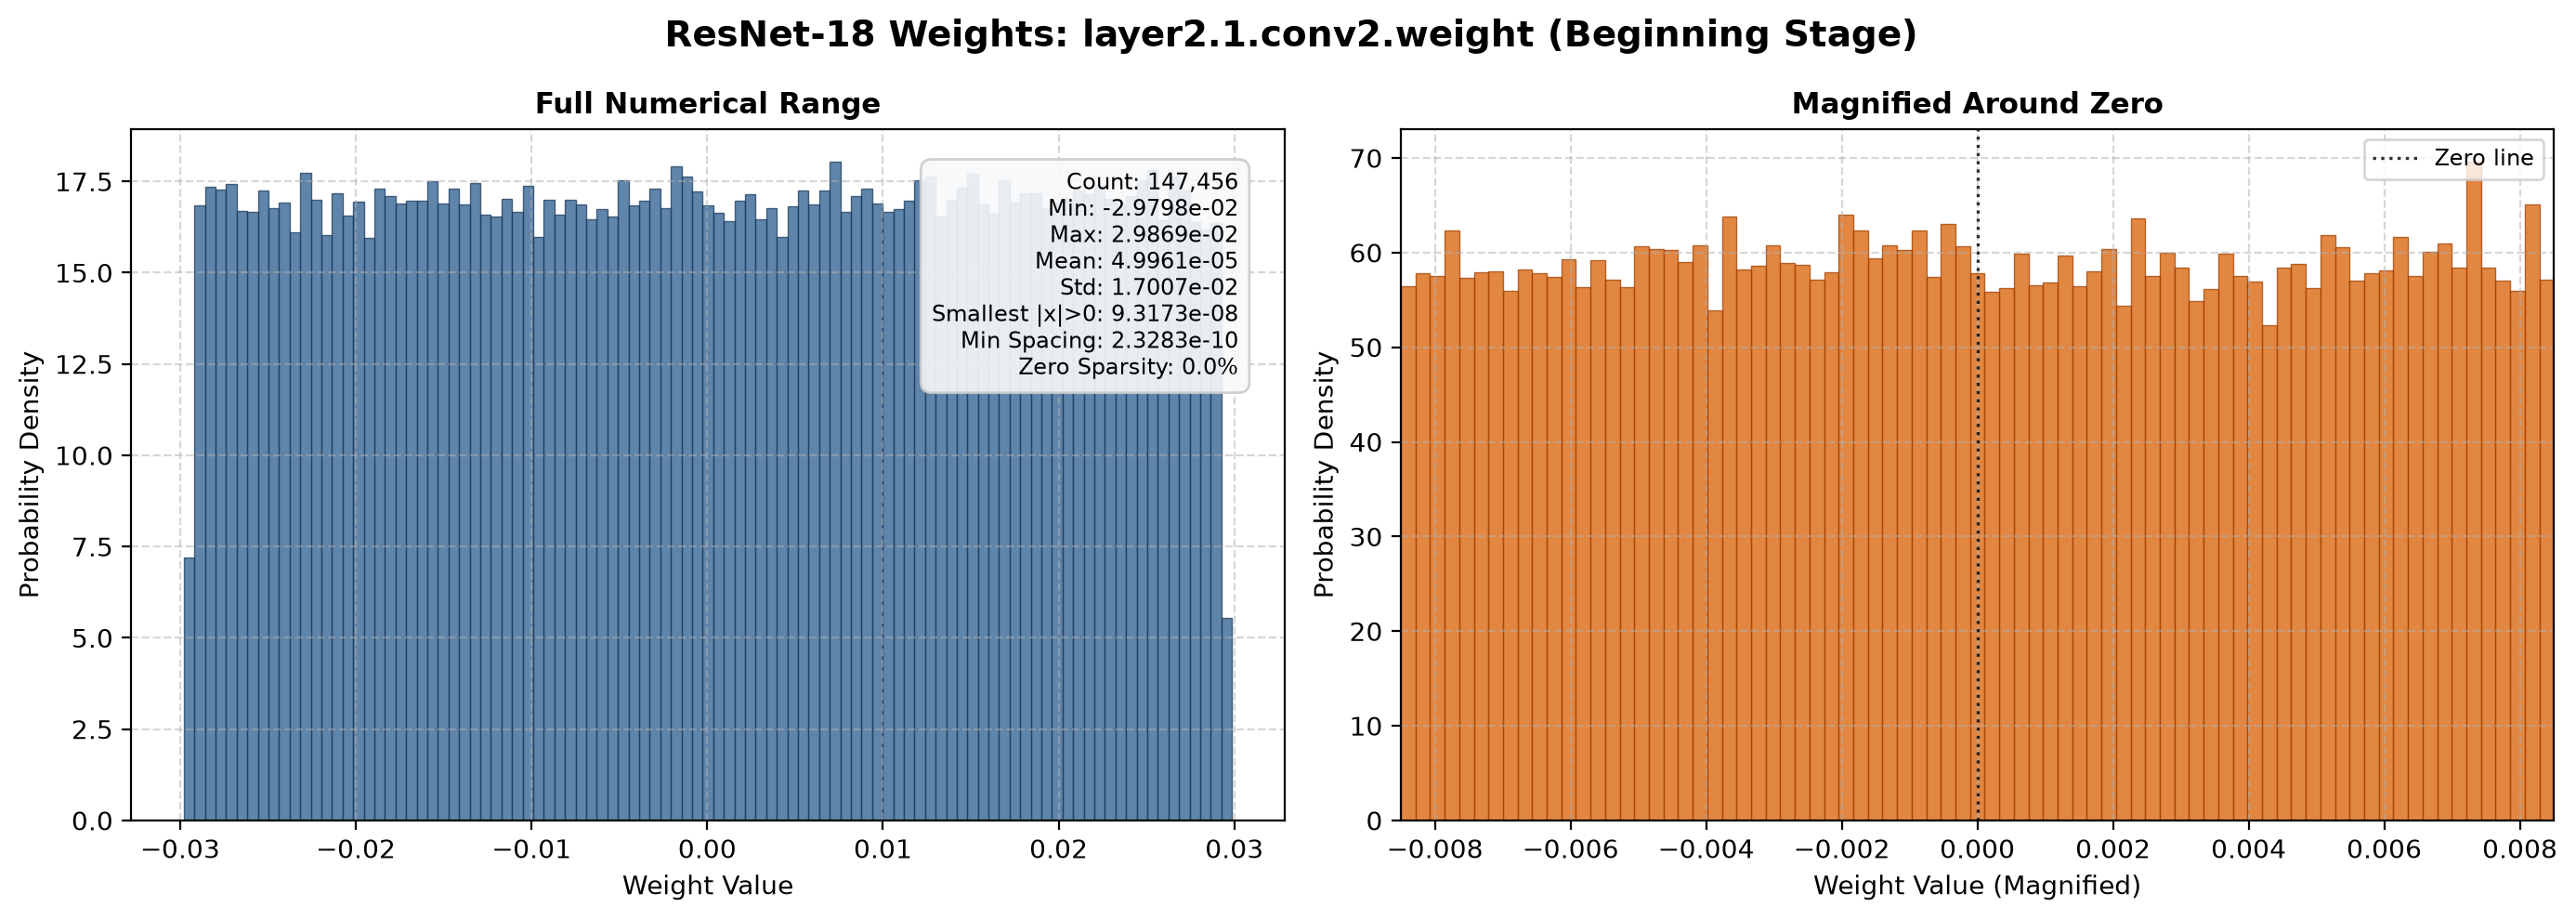 ResNet-18 Weights: layer2.1.conv2.weight (Beginning Stage)
Full Numerical Range
Probability Density
17.5
15.0
12.5
10.0
7.5
5.0
2.5
0.0
Count: 147,456
Min: -2.9798e-02
Max: 2.9869e-02
Mean: 4.9961e-05
Std: 1.7007e-02
Smallest |x|>0: 9.3173e-08
Min Spacing: 2.3283e-10
Zero Sparsity: 0.0%
−0.03 −0.02 −0.01 0.00 0.01 0.02 0.03
Weight Value
Magnified Around Zero
Probability Density
70
60
50
40
30
20
10
0
Zero line
−0.008 −0.006 −0.004 −0.002 0.000 0.002 0.004 0.006 0.008
Weight Value (Magnified)